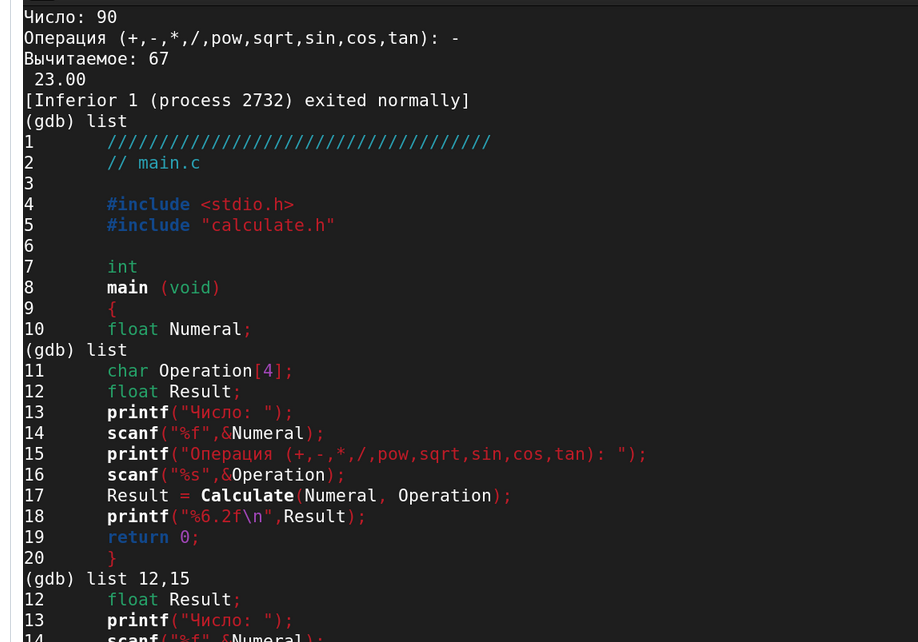 Число: 90
Операция (+,-,*,/,pow,sqrt,sin,cos,tan): -
Вычитаемое: 67
 23.00
[Inferior 1 (process 2732) exited normally]
(gdb) list
1       /////////////////////////////////////
2       // main.c
3
4       #include <stdio.h>
5       #include "calculate.h"
6
7       int
8       main (void)
9       {
10      float Numeral;
(gdb) list
11      char Operation[4];
12      float Result;
13      printf("Число: ");
14      scanf("%f",&Numeral);
15      printf("Операция (+,-,*,/,pow,sqrt,sin,cos,tan): ");
16      scanf("%s",&Operation);
17      Result = Calculate(Numeral, Operation);
18      printf("%6.2f\n",Result);
19      return 0;
20      }
(gdb) list 12,15
12      float Result;
13      printf("Число: ");
14      scanf("%f",&Numeral);